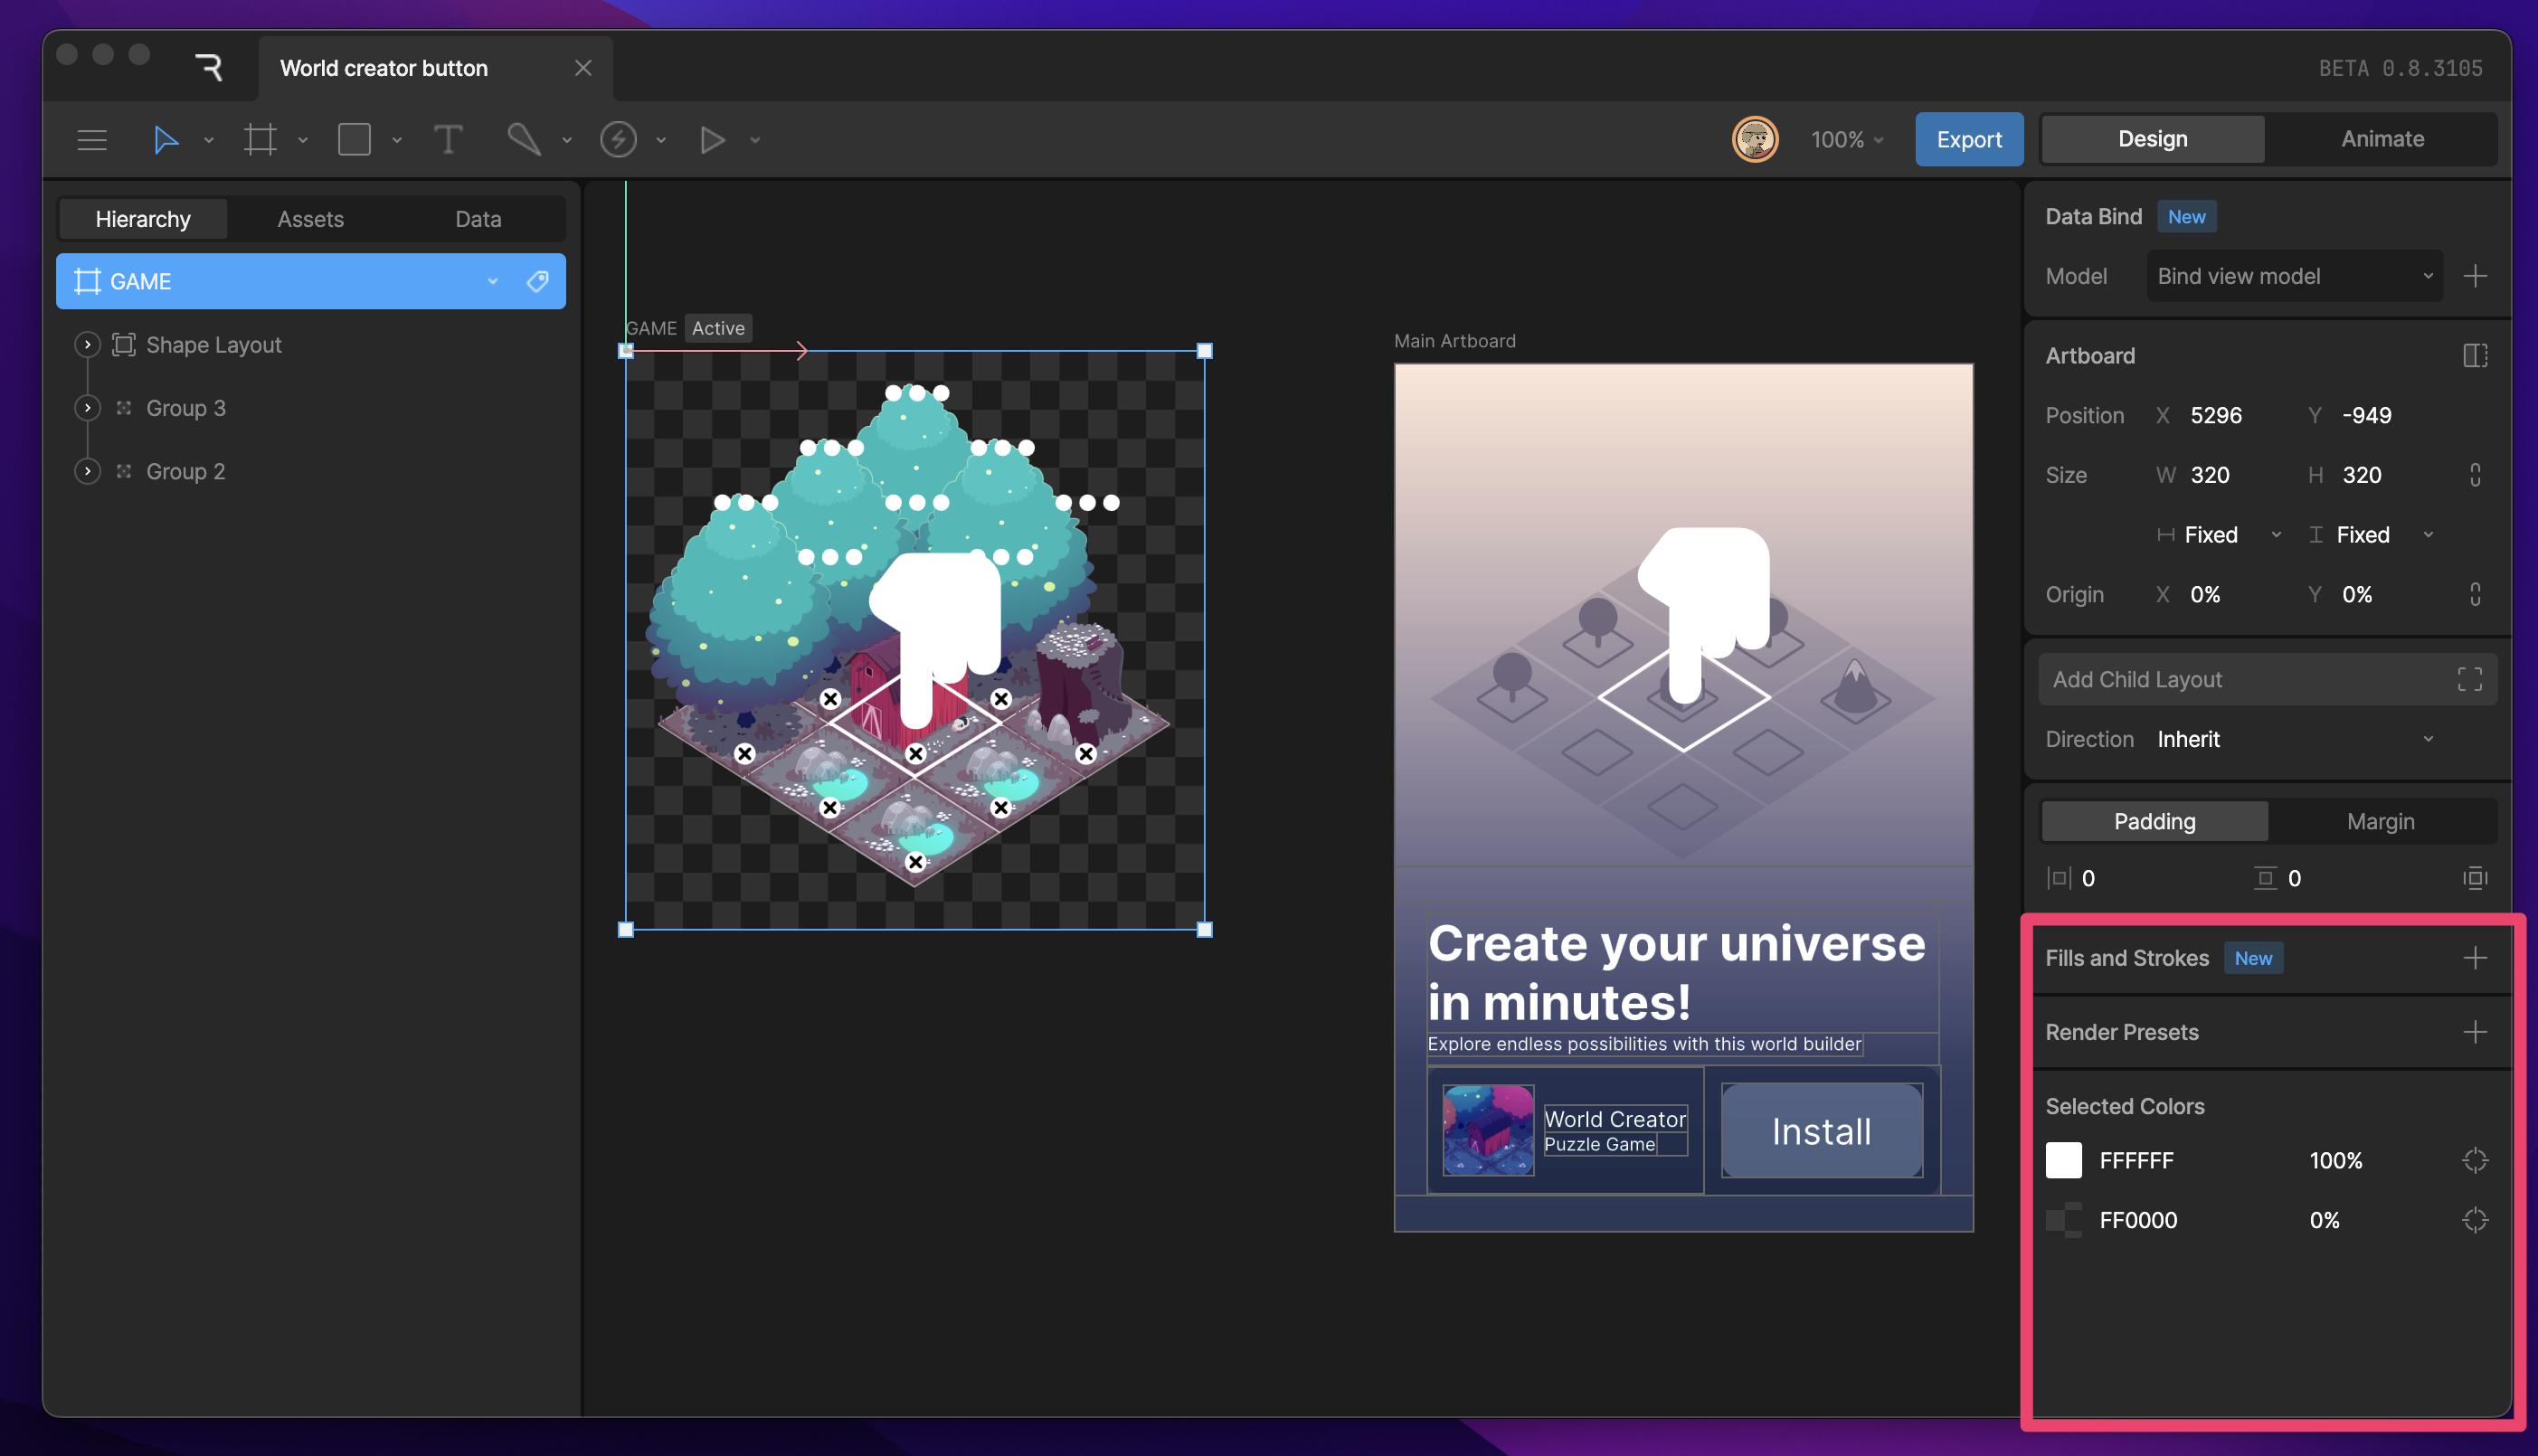 World creator button
BETA 0.8.3105
100%
Export
Design
Animate
Hierarchy
Assets
Data
GAME
Shape Layout
Group 3
Group 2
GAME
Active
Main Artboard
Create your universe
in minutes!
Explore endless possibilities with this world builder
World Creator
Puzzle Game
Install
Data Bind New
Model Bind view model
Artboard
Position X 5296 Y -949
Size W 320 H 320
Fixed Fixed
Origin X 0% Y 0%
Add Child Layout
Direction Inherit
Padding Margin
0 0
Fills and Strokes New
Render Presets
Selected Colors
FFFFFF 100%
FF0000 0%